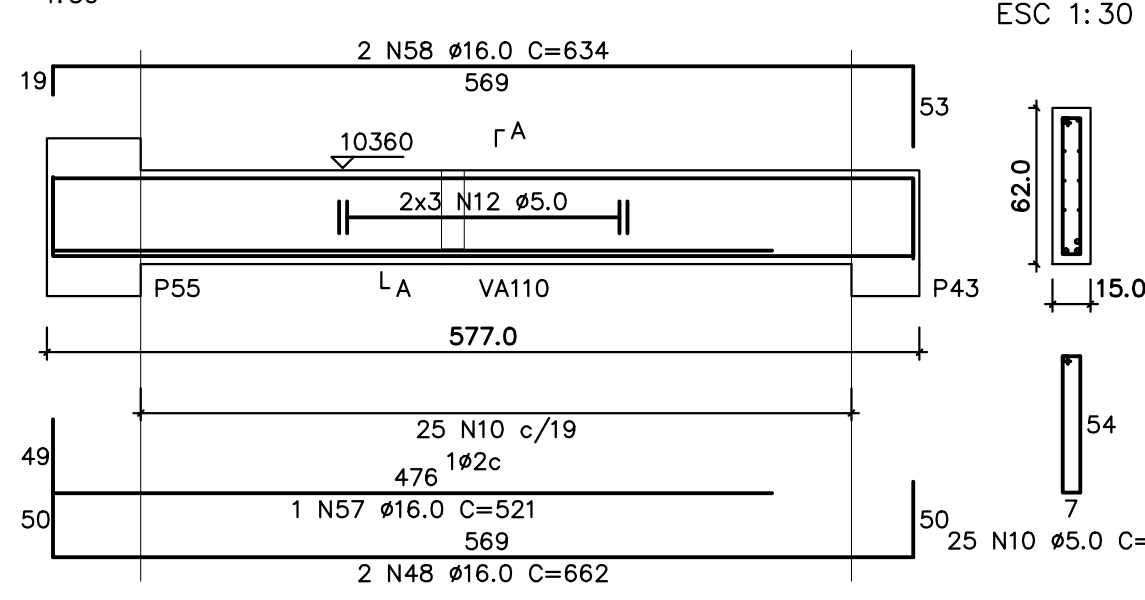 ESC 1:30
2 N58 ø16.0 C=634
19
569
53
A
10360
2x3 N12 ø5.0
62.0
P55
A
VA110
P43
15.0
577.0
25 N10 c/19
54
49
1ø2c
476
1 N57 ø16.0 C=521
7
50
569
50
25 N10 ø5.0 C=
2 N48 ø16.0 C=662